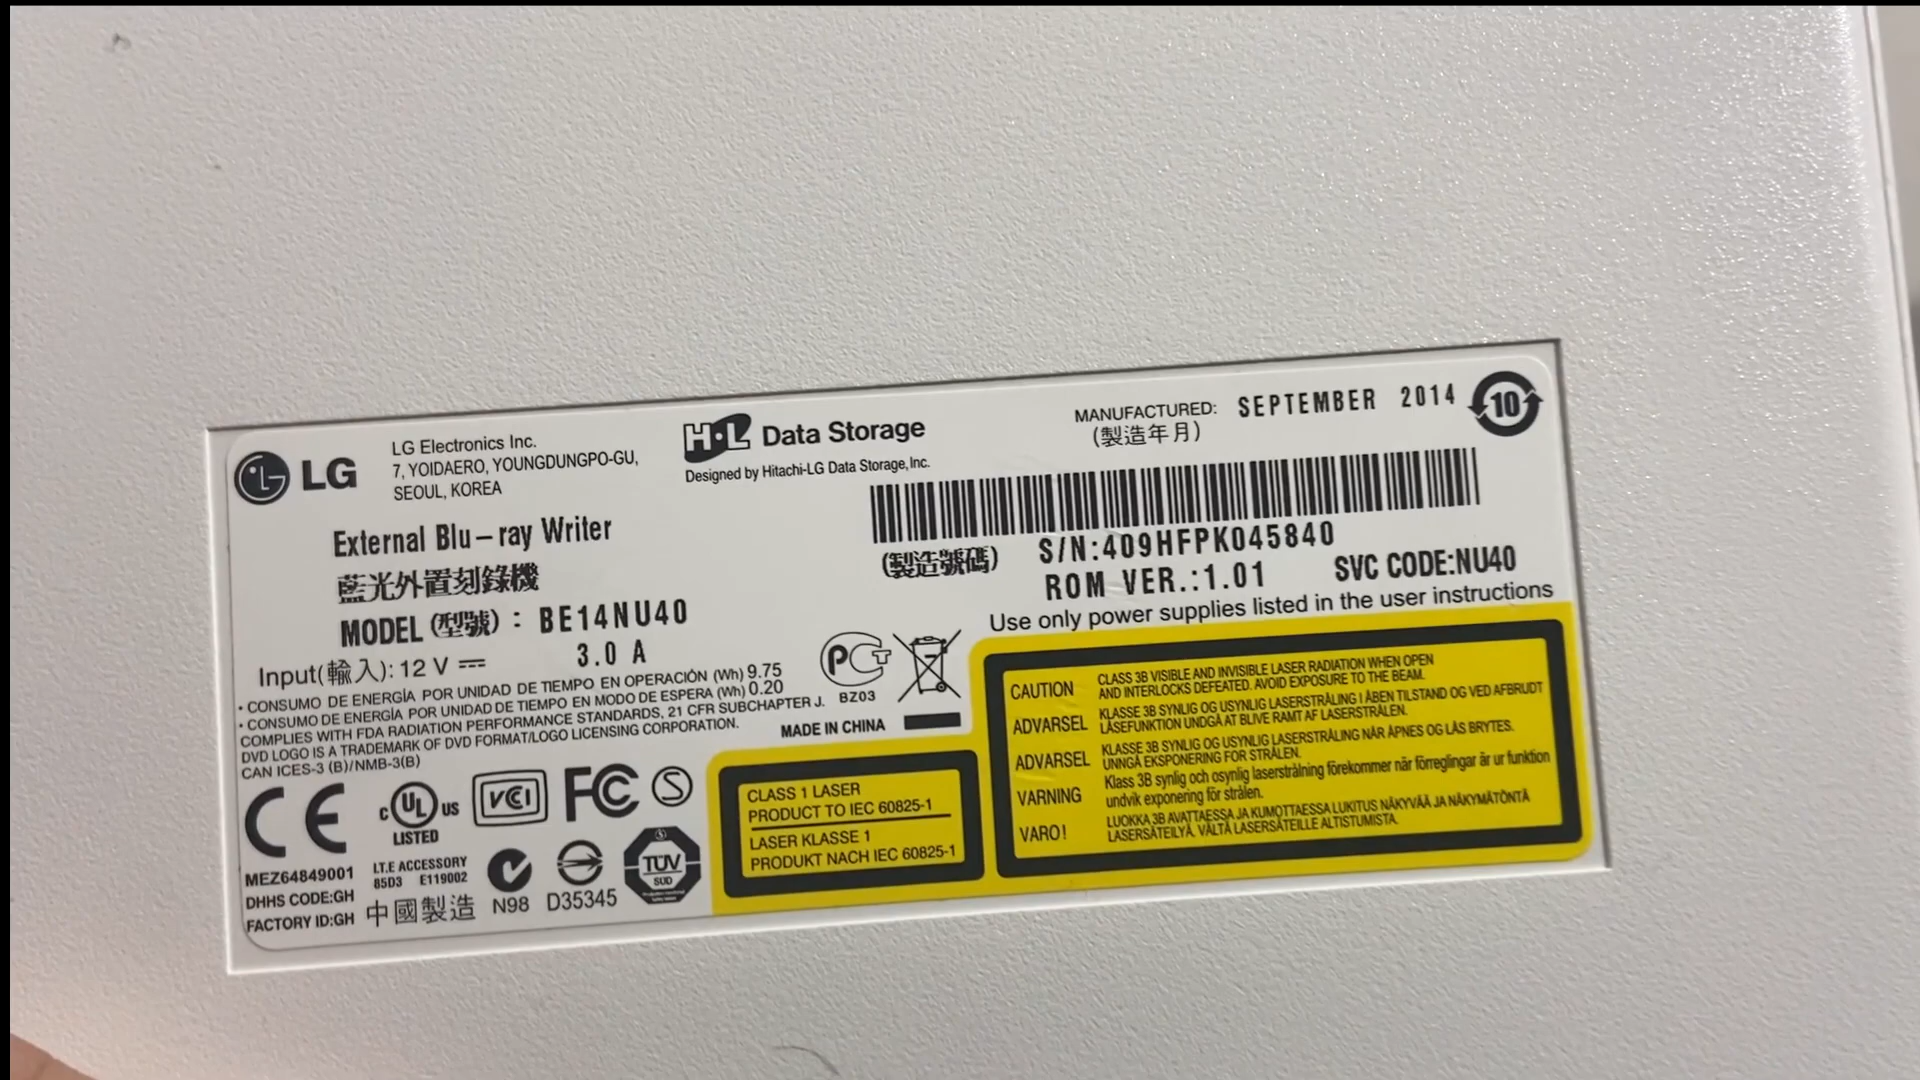 LG
LG Electronics Inc.
7, YOIDAERO, YOUNGDUNGPO-GU,
SEOUL, KOREA
H·L Data Storage
Designed by Hitachi-LG Data Storage, Inc.
MANUFACTURED: SEPTEMBER 2014
(製造年月)
10
External Blu-ray Writer
藍光外置刻錄機
MODEL (型號) : BE14NU40
Input(輸入): 12 V ⎓ 3.0 A
(製造號碼) S/N:409HFPK045840
ROM VER.:1.01 SVC CODE:NU40
Use only power supplies listed in the user instructions
• CONSUMO DE ENERGÍA POR UNIDAD DE TIEMPO EN OPERACIÓN (Wh) 9.75
• CONSUMO DE ENERGÍA POR UNIDAD DE TIEMPO EN MODO DE ESPERA (Wh) 0.20
COMPLIES WITH FDA RADIATION PERFORMANCE STANDARDS, 21 CFR SUBCHAPTER J.
DVD LOGO IS A TRADEMARK OF DVD FORMAT/LOGO LICENSING CORPORATION.
CAN ICES-3 (B)/NMB-3(B)
PCT
BZ03
MADE IN CHINA
CE
c UL US
LISTED
VCI
FC
S
I.T.E ACCESSORY
85D3 E119002
MEZ64849001
DHHS CODE:GH
FACTORY ID:GH
中國製造
N98
D35345
TÜV
SÜD
CLASS 1 LASER
PRODUCT TO IEC 60825-1
LASER KLASSE 1
PRODUKT NACH IEC 60825-1
CAUTION CLASS 3B VISIBLE AND INVISIBLE LASER RADIATION WHEN OPEN
AND INTERLOCKS DEFEATED. AVOID EXPOSURE TO THE BEAM.
ADVARSEL KLASSE 3B SYNLIG OG USYNLIG LASERSTRÅLING I ÅBEN TILSTAND OG VED AFBRUDT
LÅSEFUNKTION UNDGÅ AT BLIVE RAMT AF LASERSTRÅLEN.
ADVARSEL KLASSE 3B SYNLIG OG USYNLIG LASERSTRÅLING NÅR ÅPNES OG LÅS BRYTES.
UNNGÅ EKSPONERING FOR STRÅLEN.
VARNING Klass 3B synlig och osynlig laserstrålning förekommer när förreglingar är ur funktion
undvik exponering för strålen.
VARO! LUOKKA 3B AVATTAESSA JA KUMOTTAESSA LUKITUS NÄKYVÄÄ JA NÄKYMÄTÖNTÄ
LASERSÄTEILYÄ. VÄLTÄ LASERSÄTEILLE ALTISTUMISTA.